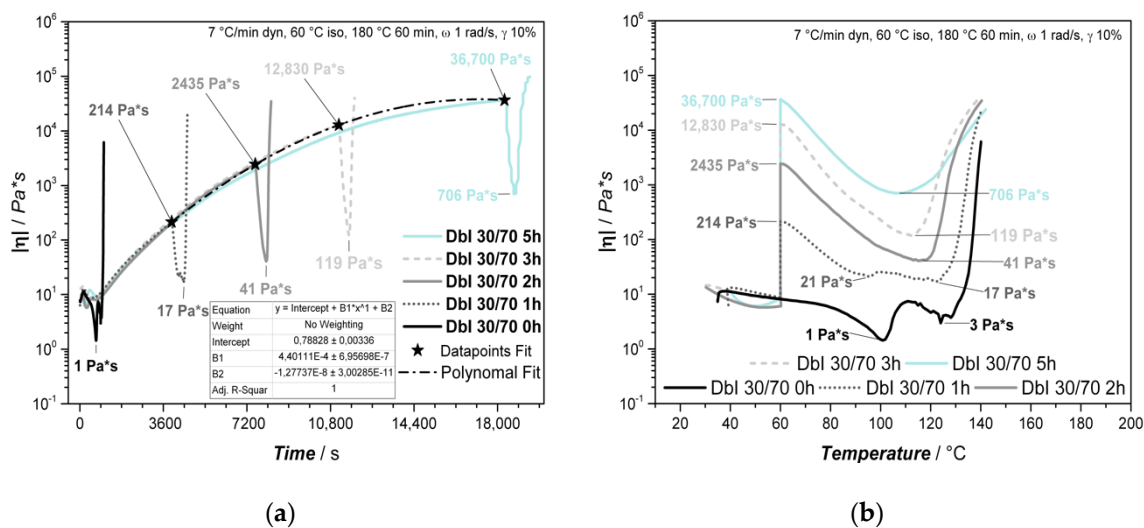 7 °C/min dyn, 60 °C iso, 180 °C 60 min, ω 1 rad/s, γ 10%
|η| / Pa*s
10^6
10^5
10^4
10^3
10^2
10^1
10^0
10^-1
36,700 Pa*s
12,830 Pa*s
2435 Pa*s
214 Pa*s
706 Pa*s
119 Pa*s
41 Pa*s
17 Pa*s
1 Pa*s
Dbl 30/70 5h
Dbl 30/70 3h
Dbl 30/70 2h
Dbl 30/70 1h
Dbl 30/70 0h
Datapoints Fit
Polynomal Fit
Equation y = Intercept + B1*x^1 + B2
Weight No Weighting
Intercept 0,78828 ± 0,00336
B1 4,40111E-4 ± 6,95698E-7
B2 -1,27737E-8 ± 3,00285E-11
Adj. R-Squar 1
0 3600 7200 10,800 14,400 18,000
Time / s
(a)
7 °C/min dyn, 60 °C iso, 180 °C 60 min, ω 1 rad/s, γ 10%
|η| / Pa*s
10^6
10^5
10^4
10^3
10^2
10^1
10^0
10^-1
36,700 Pa*s
12,830 Pa*s
2435 Pa*s
706 Pa*s
214 Pa*s
119 Pa*s
41 Pa*s
21 Pa*s
17 Pa*s
1 Pa*s
3 Pa*s
Dbl 30/70 3h Dbl 30/70 5h
Dbl 30/70 0h Dbl 30/70 1h Dbl 30/70 2h
20 40 60 80 100 120 140 160 180 200
Temperature / °C
(b)